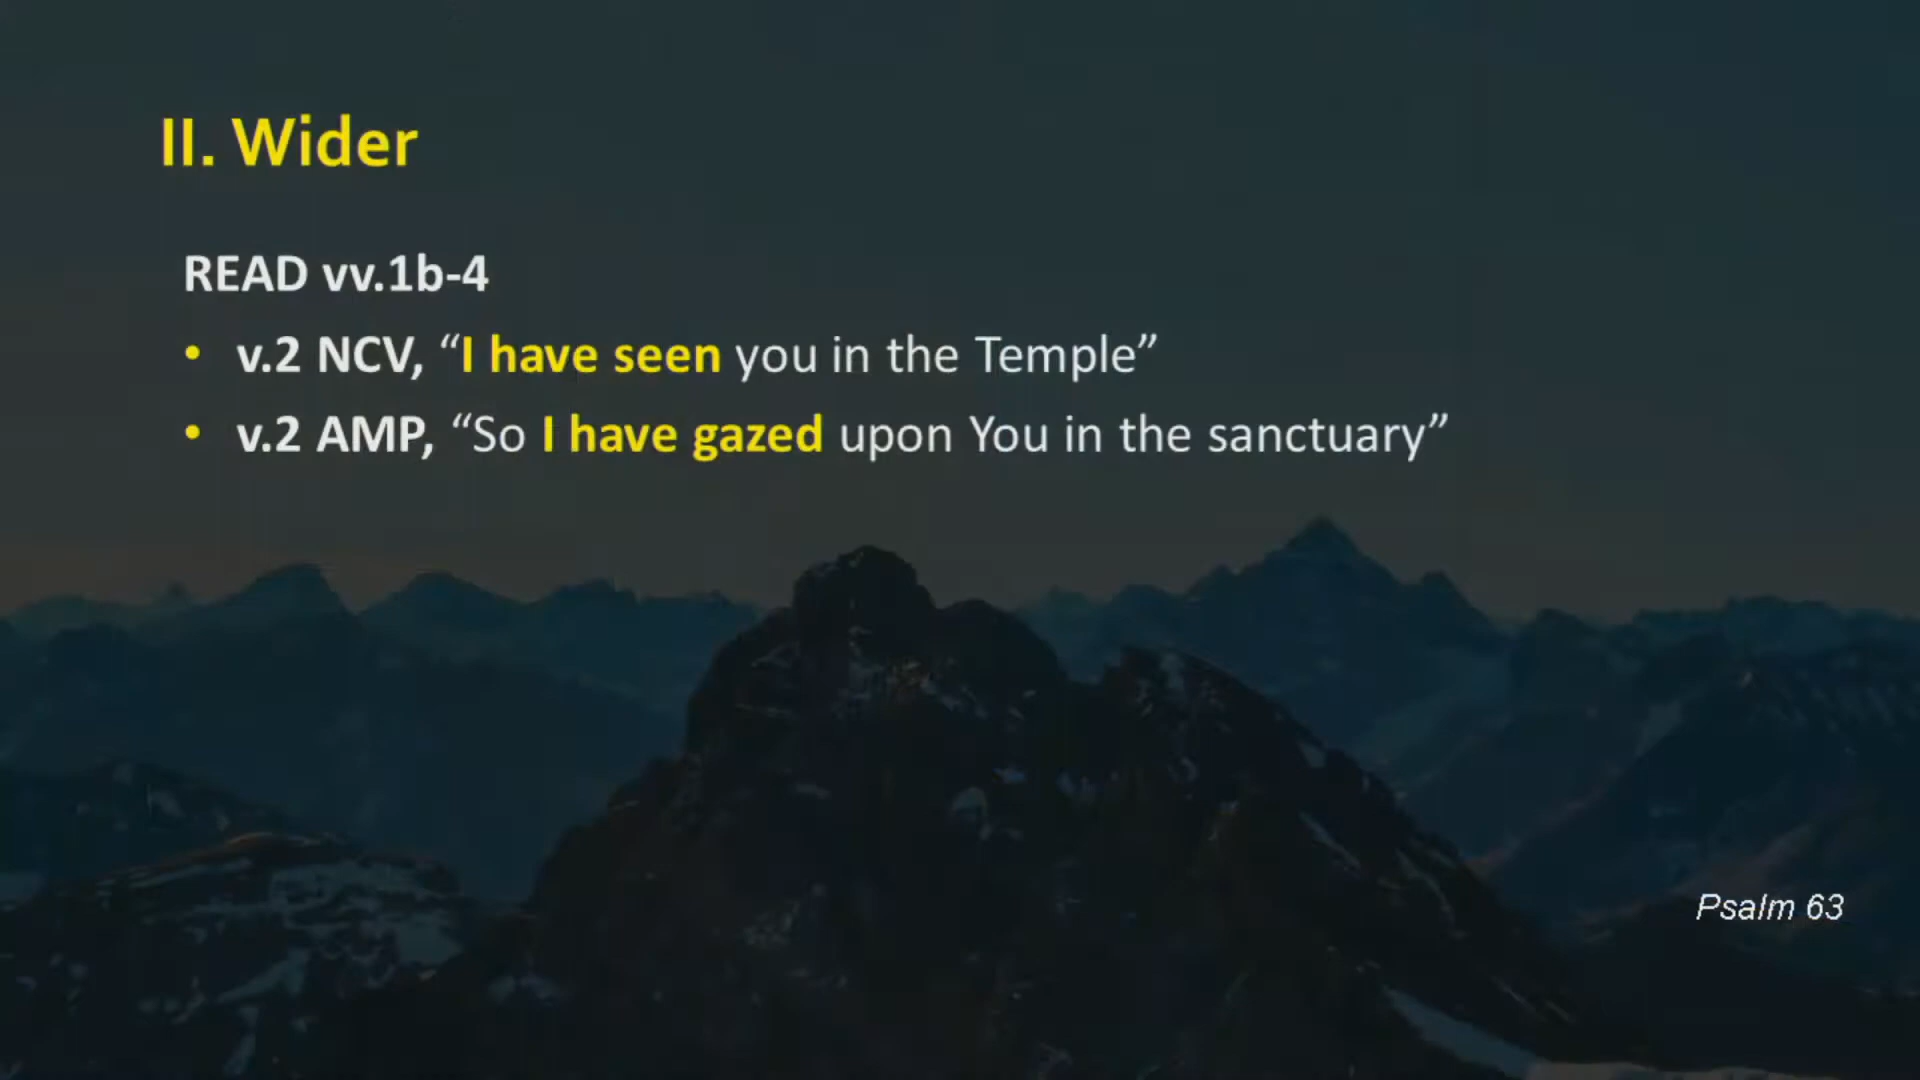 II. Wider
READ vv.1b-4
• v.2 NCV, “I have seen you in the Temple”
• v.2 AMP, “So I have gazed upon You in the sanctuary”
Psalm 63